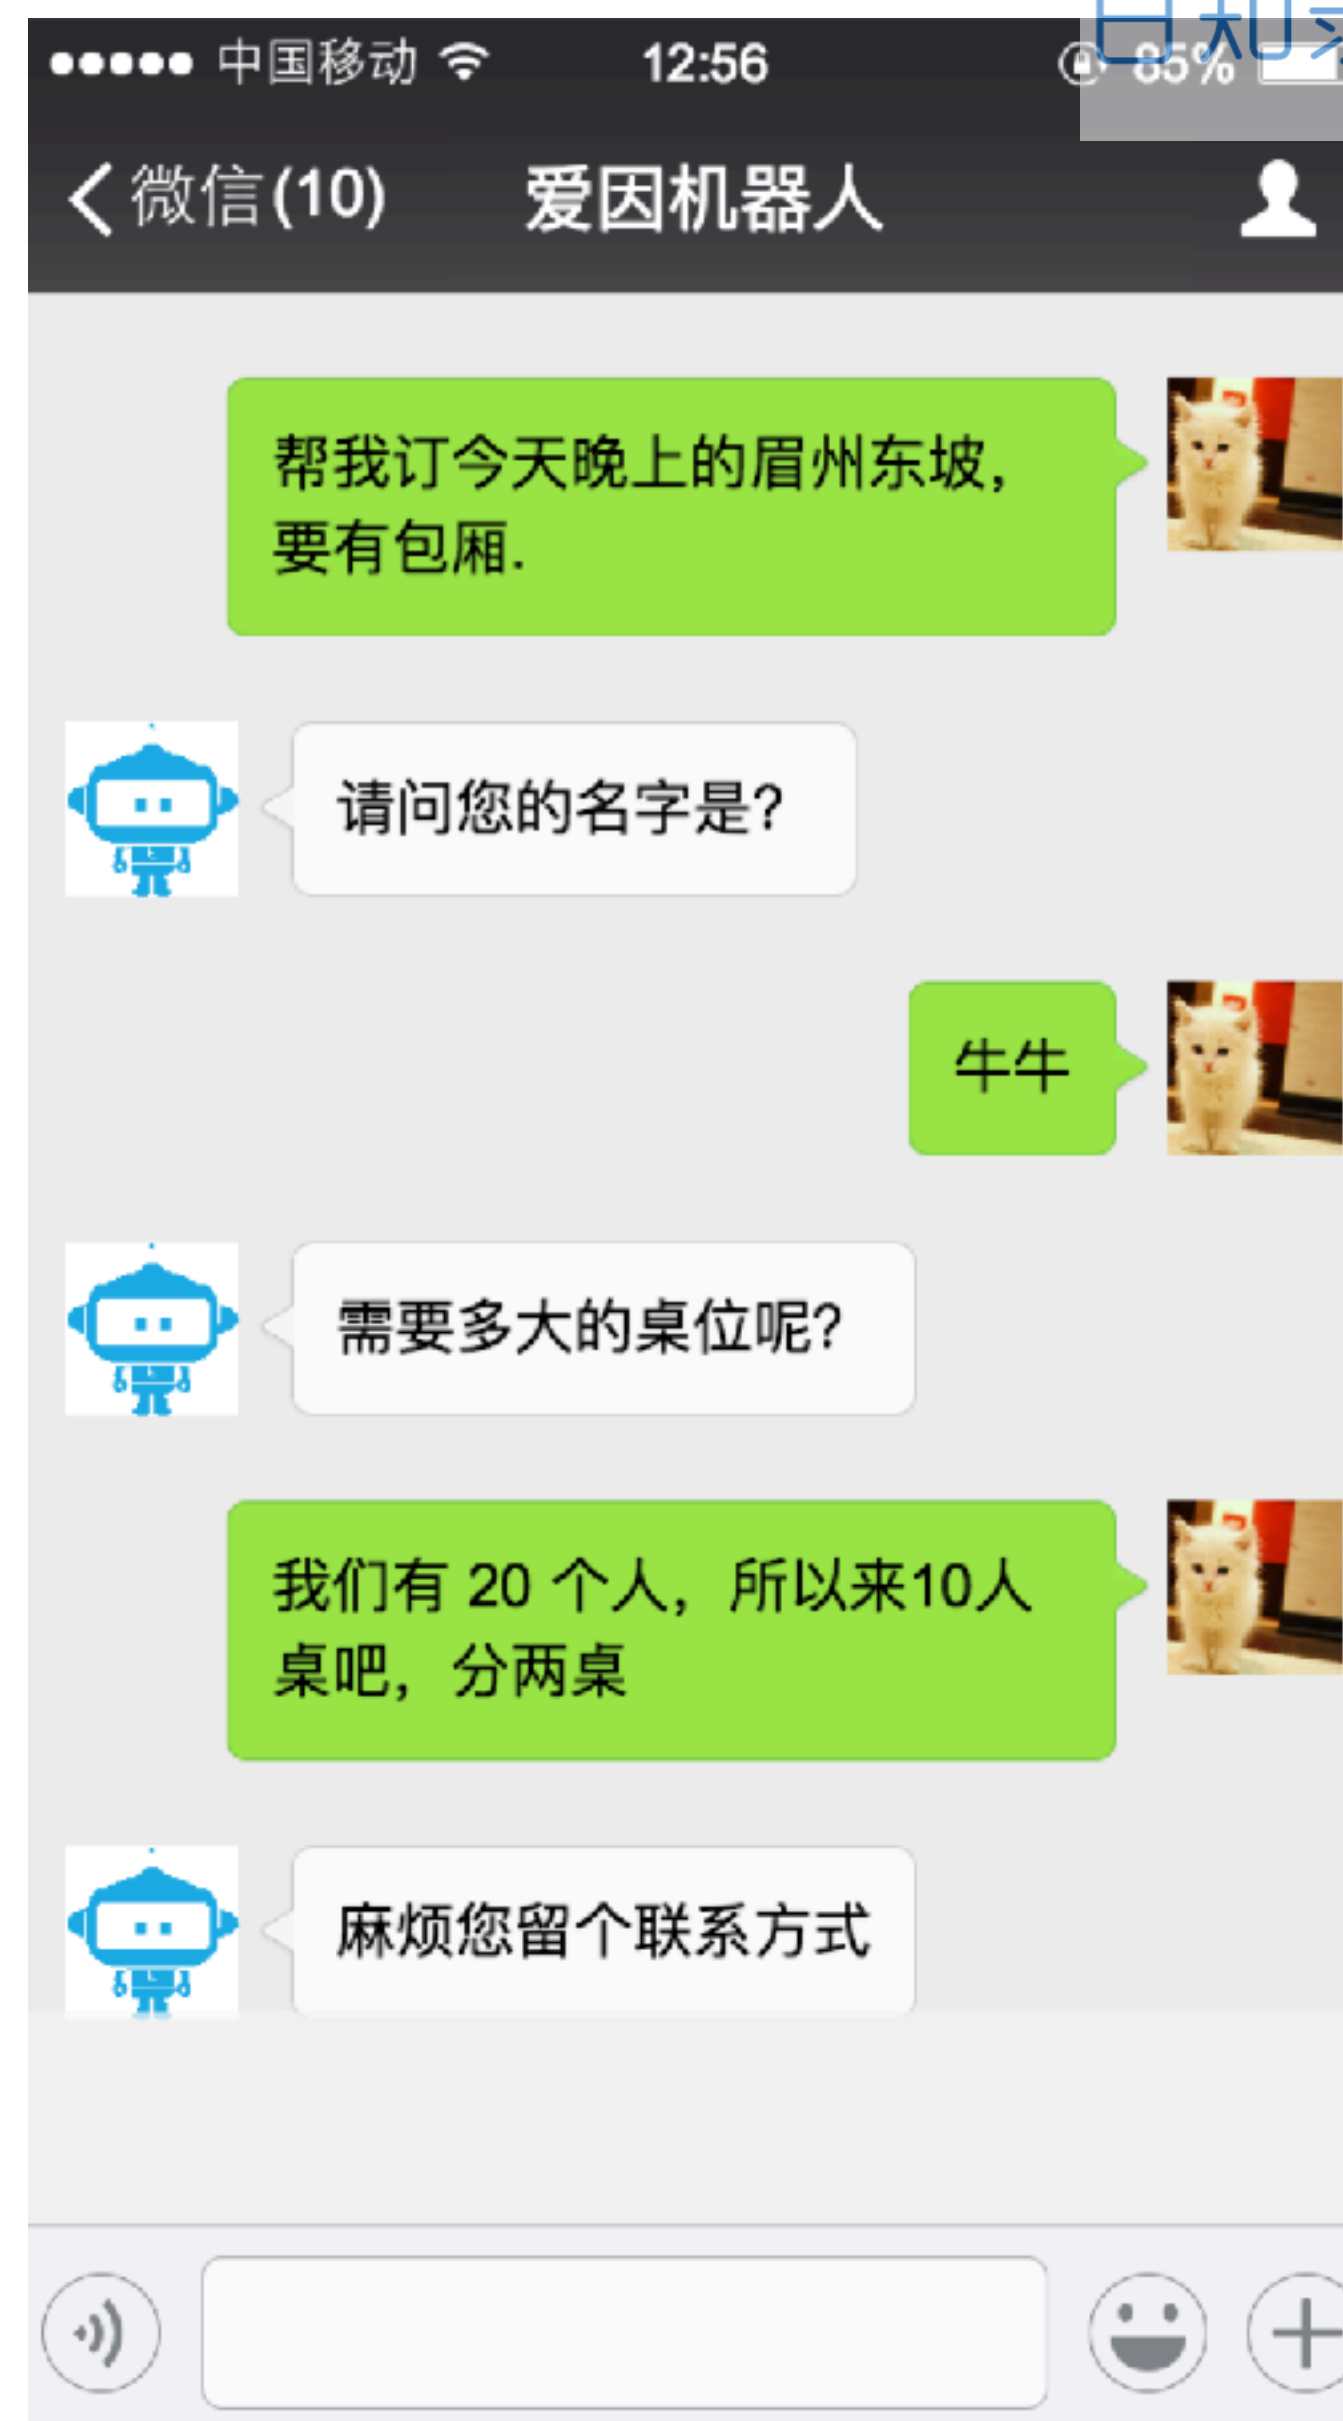 中国移动 12:56 85%
微信(10) 爱因机器人
帮我订今天晚上的眉州东坡,
要有包厢.
请问您的名字是?
牛牛
需要多大的桌位呢?
我们有 20 个人，所以来10人
桌吧，分两桌
麻烦您留个联系方式